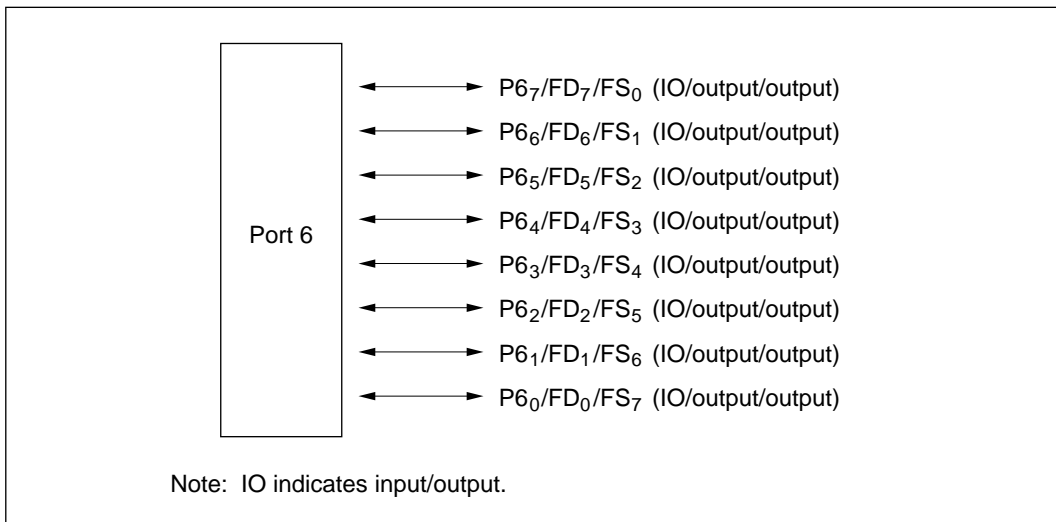 P6₇/FD₇/FS₀ (IO/output/output)
P6₆/FD₆/FS₁ (IO/output/output)
P6₅/FD₅/FS₂ (IO/output/output)
P6₄/FD₄/FS₃ (IO/output/output)
Port 6
P6₃/FD₃/FS₄ (IO/output/output)
P6₂/FD₂/FS₅ (IO/output/output)
P6₁/FD₁/FS₆ (IO/output/output)
P6₀/FD₀/FS₇ (IO/output/output)
Note: IO indicates input/output.